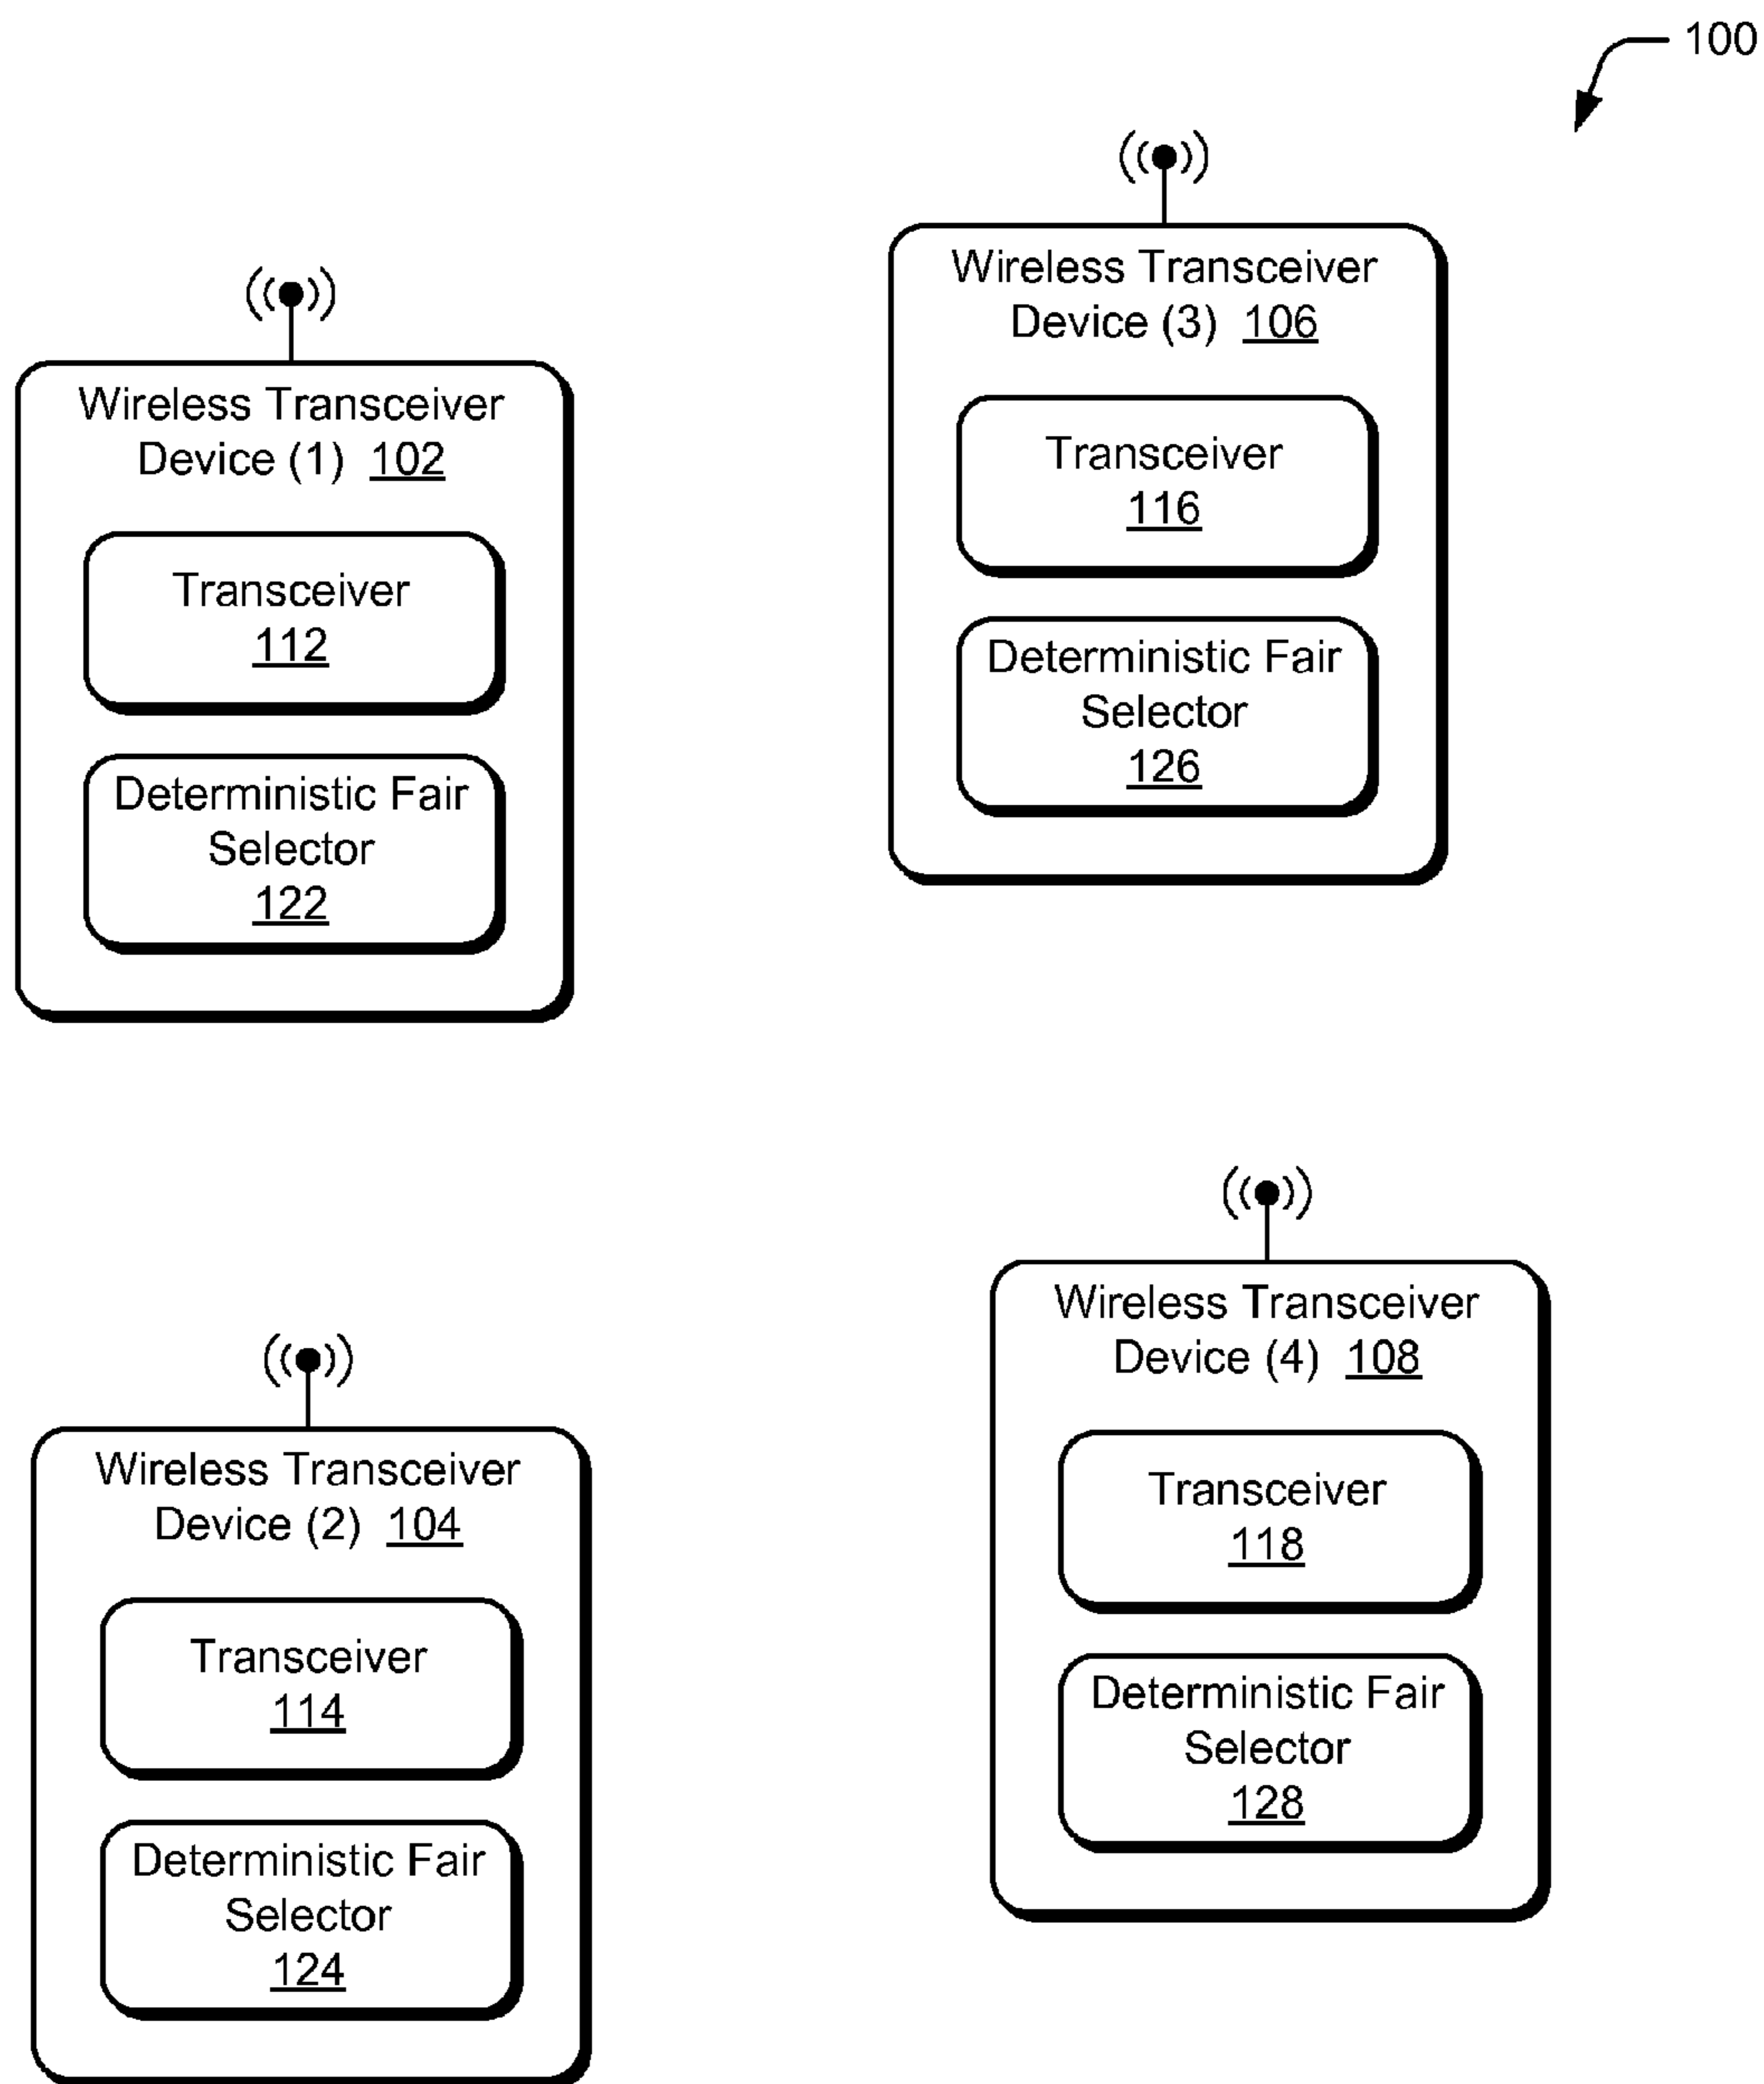 100
Wireless Transceiver
Device (1) 102
Transceiver
112
Deterministic Fair
Selector
122
Wireless Transceiver
Device (3) 106
Transceiver
116
Deterministic Fair
Selector
126
Wireless Transceiver
Device (2) 104
Transceiver
114
Deterministic Fair
Selector
124
Wireless Transceiver
Device (4) 108
Transceiver
118
Deterministic Fair
Selector
128